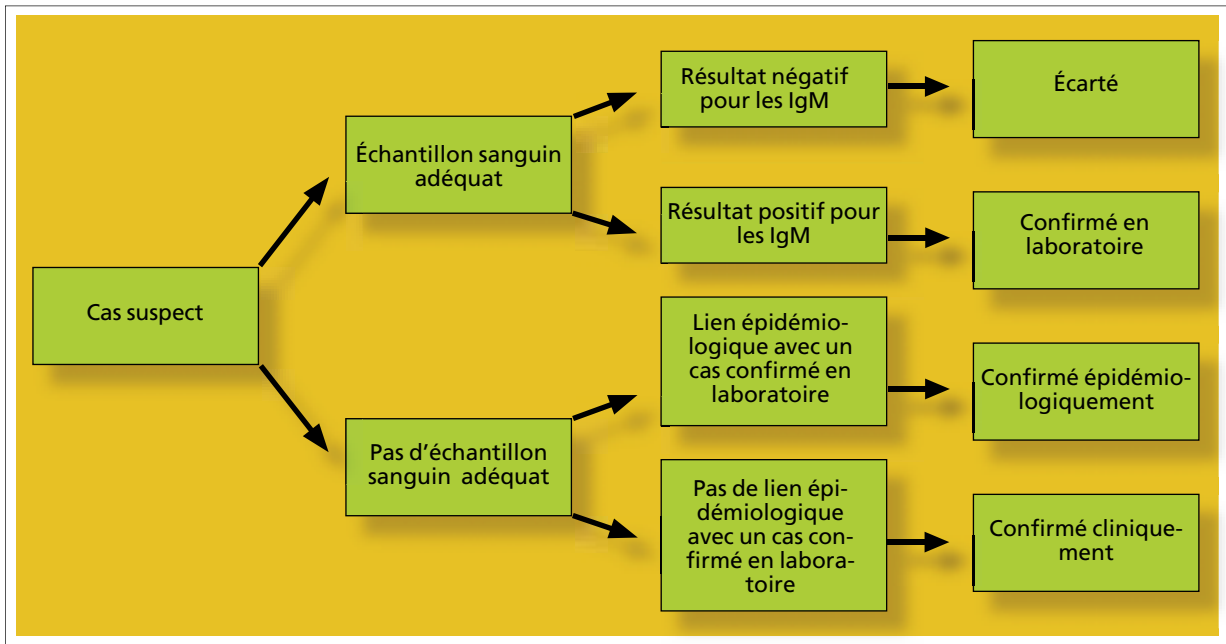 Cas suspect
Échantillon sanguin
adéquat
Pas d'échantillon
sanguin adéquat
Résultat négatif
pour les IgM
Résultat positif pour
les IgM
Lien épidémio-
logique avec un
cas confirmé en
laboratoire
Pas de lien épi-
démiologique
avec un cas con-
firmé en labora-
toire
Écarté
Confirmé en
laboratoire
Confirmé épidémio-
logiquement
Confirmé clinique-
ment